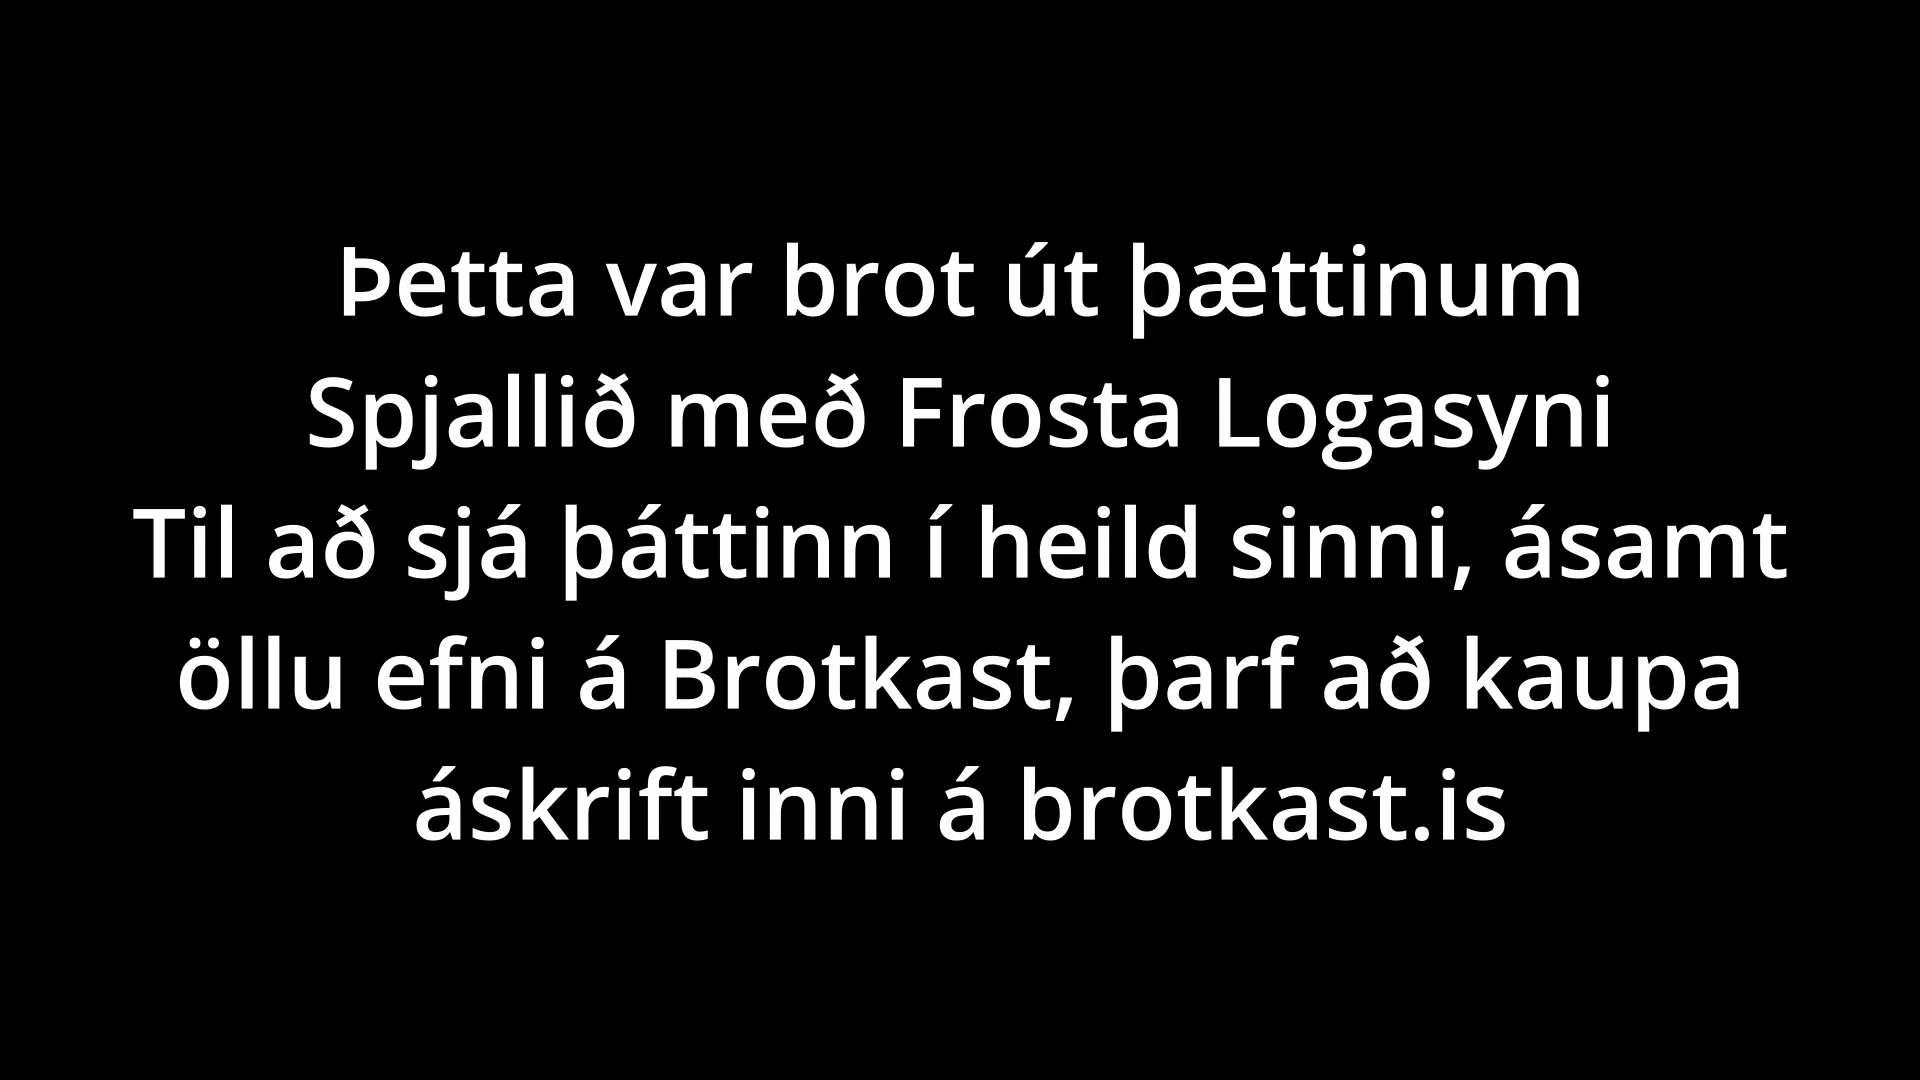 Þetta var brot út þættinum
Spjallið með Frosta Logasyni
Til að sjá þáttinn í heild sinni, ásamt
öllu efni á Brotkast, þarf að kaupa
áskrift inni á brotkast.is